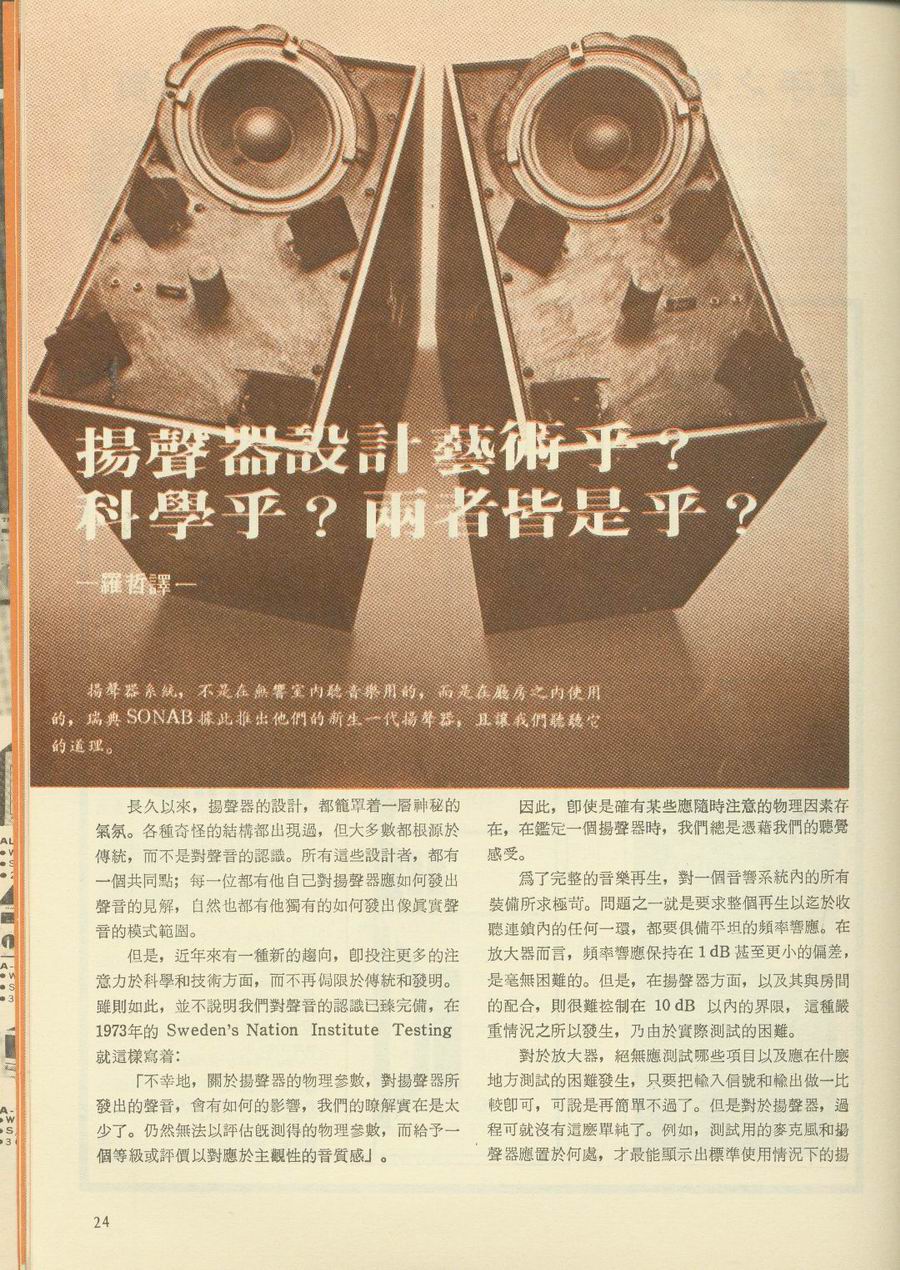 揚聲器設計藝術乎？
科學乎？兩者皆是乎？
—羅哲譯—
揚聲器系統，不是在無響室內聽音樂用的，而是在廳房之內使用
的，瑞典 SONAB 據此推出他們的新生一代揚聲器，且讓我們聽聽它
的道理。
長久以來，揚聲器的設計，都籠罩着一層神秘的
氣氛。各種奇怪的結構都出現過，但大多數都根源於
傳統，而不是對聲音的認識。所有這些設計者，都有
一個共同點；每一位都有他自己對揚聲器應如何發出
聲音的見解，自然也都有他獨有的如何發出像眞實聲
音的模式範圍。
但是，近年來有一種新的趨向，卽投注更多的注
意力於科學和技術方面，而不再侷限於傳統和發明。
雖則如此，並不說明我們對聲音的認識已臻完備，在
1973年的 Sweden's Nation Institute Testing
就這樣寫着：
「不幸地，關於揚聲器的物理參數，對揚聲器所
發出的聲音，會有如何的影響，我們的瞭解實在是太
少了。仍然無法以評估旣測得的物理參數，而給予一
個等級或評價以對應於主觀性的音質感」。
因此，卽使是確有某些應隨時注意的物理因素存
在，在鑑定一個揚聲器時，我們總是憑藉我們的聽覺
感受。
爲了完整的音樂再生，對一個音響系統內的所有
裝備所求極苛。問題之一就是要求整個再生以迄於收
聽連鎖內的任何一環，都要俱備平坦的頻率響應。在
放大器而言，頻率響應保持在 1 dB 甚至更小的偏差，
是毫無困難的。但是，在揚聲器方面，以及其與房間
的配合，則很難控制在 10 dB 以內的界限，這種嚴
重情況之所以發生，乃由於實際測試的困難。
對於放大器，絕無應測試哪些項目以及應在什麼
地方測試的困難發生，只要把輸入信號和輸出做一比
較卽可，可說是再簡單不過了。但是對於揚聲器，過
程可就沒有這麼單純了。例如，測試用的麥克風和揚
聲器應置於何處，才最能顯示出標準使用情況下的揚
24